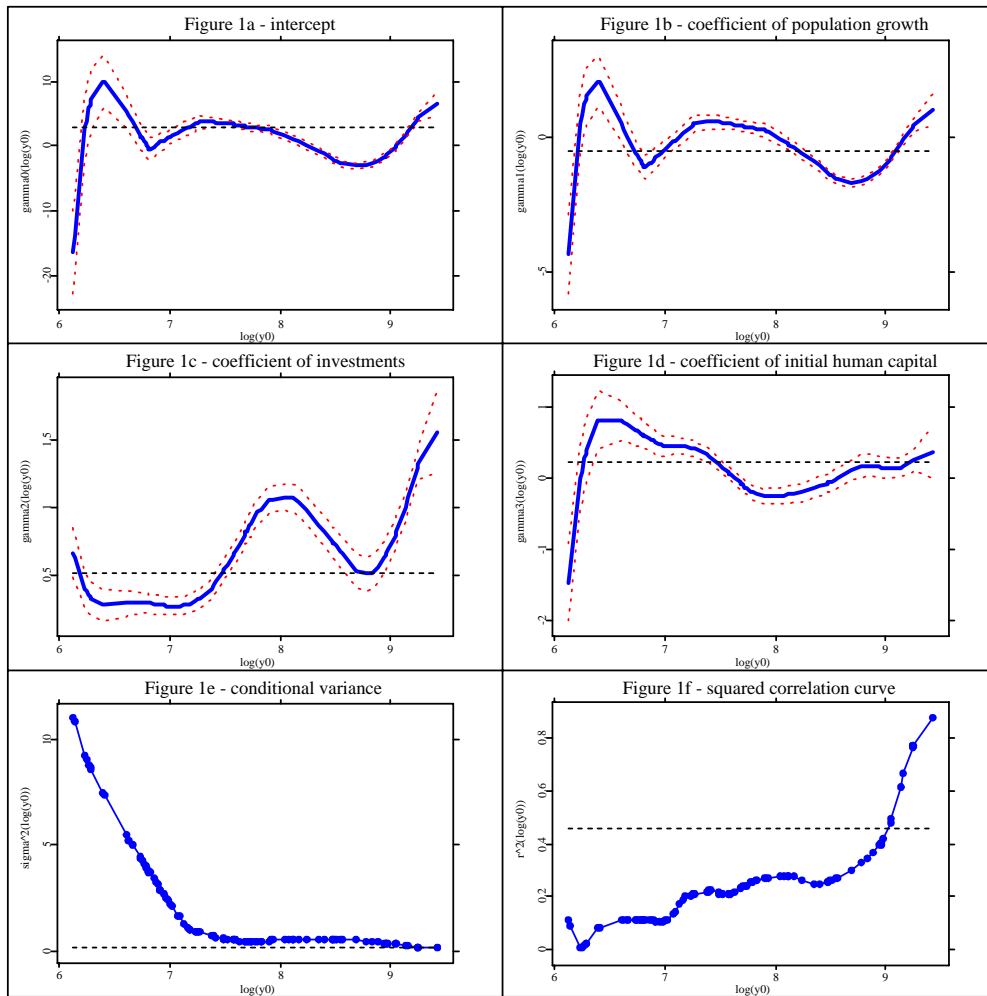 Figure 1a - intercept
gamma0(log(y0))
10
0
-10
-20
6
7
8
9
log(y0)
Figure 1b - coefficient of population growth
gamma1(log(y0))
0
-5
6
7
8
9
log(y0)
Figure 1c - coefficient of investments
gamma2(log(y0))
1.5
1
0.5
6
7
8
9
log(y0)
Figure 1d - coefficient of initial human capital
gamma3(log(y0))
1
0
-1
-2
6
7
8
9
log(y0)
Figure 1e - conditional variance
sigma^2(log(y0))
10
5
0
6
7
8
9
log(y0)
Figure 1f - squared correlation curve
r^2(log(y0))
0.8
0.6
0.4
0.2
0
6
7
8
9
log(y0)